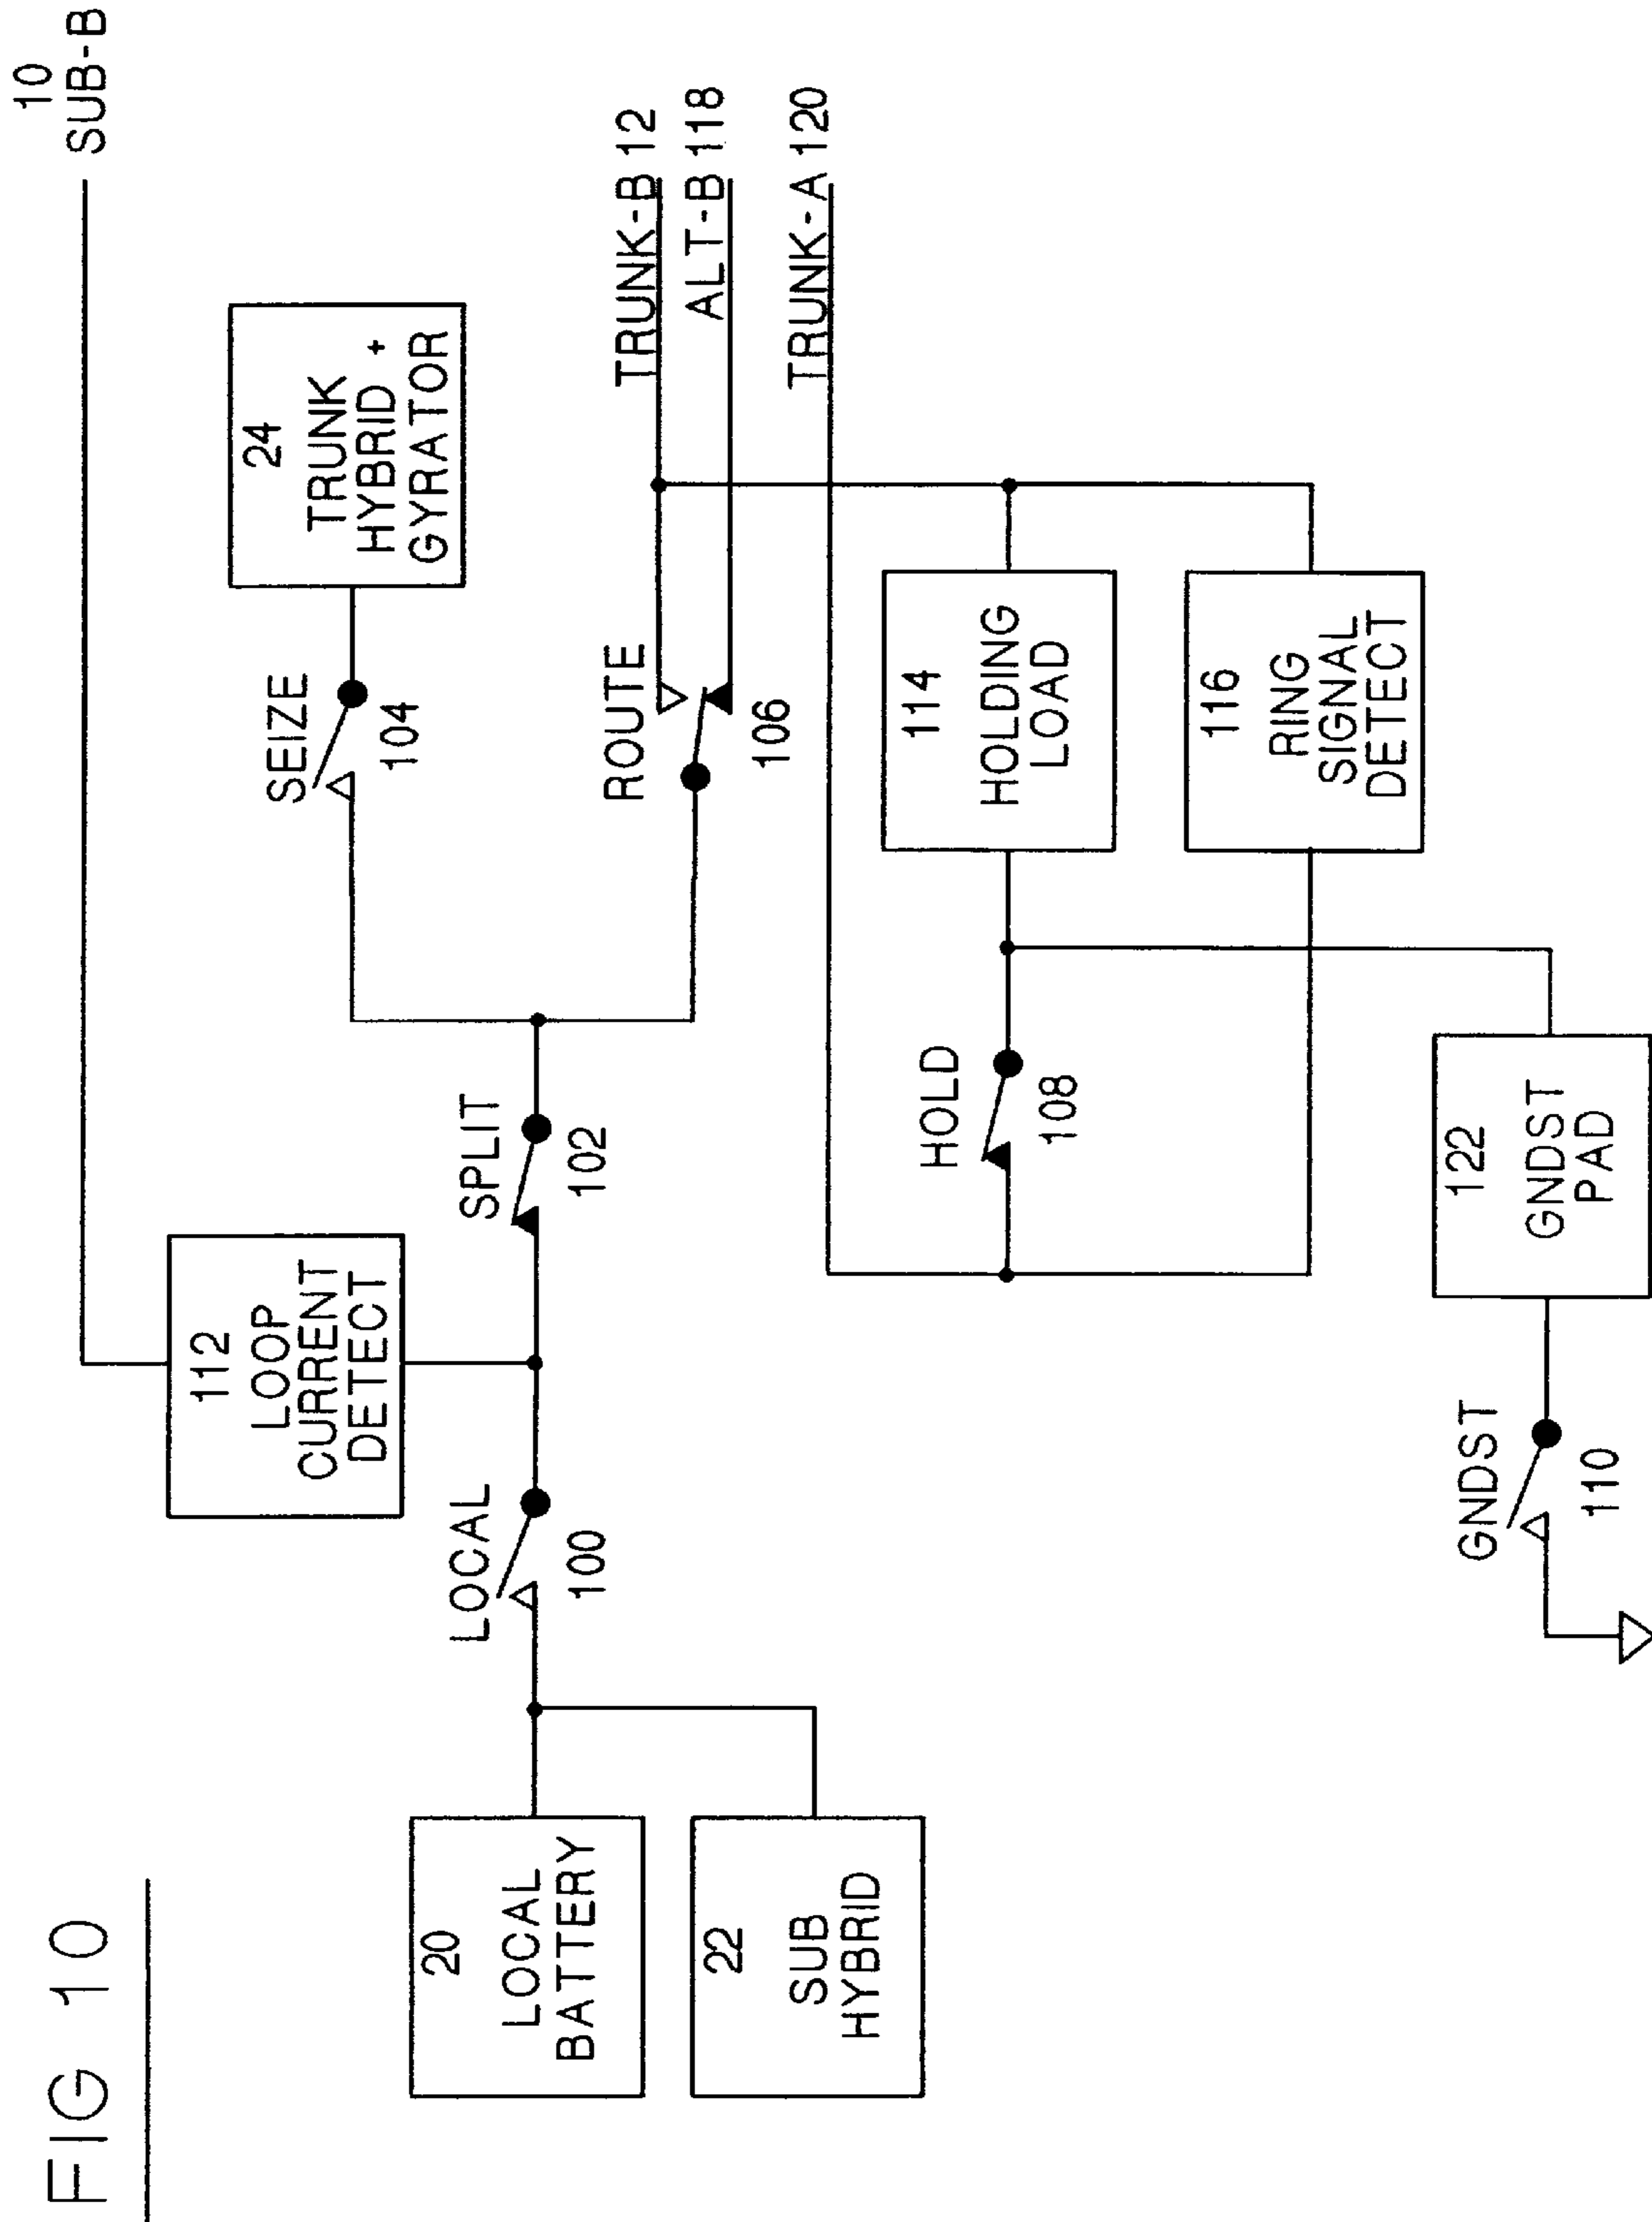 FIG 10
10
SUB-B
112
LOOP
CURRENT
DETECT
24
TRUNK
HYBRID +
GYRATOR
SEIZE
104
LOCAL
100
SPLIT
102
ROUTE
106
TRUNK-B 12
ALT-B 118
TRUNK-A 120
20
LOCAL
BATTERY
22
SUB
HYBRID
HOLD
108
114
HOLDING
LOAD
116
RING
SIGNAL
DETECT
GNDST
110
122
GNDST
PAD